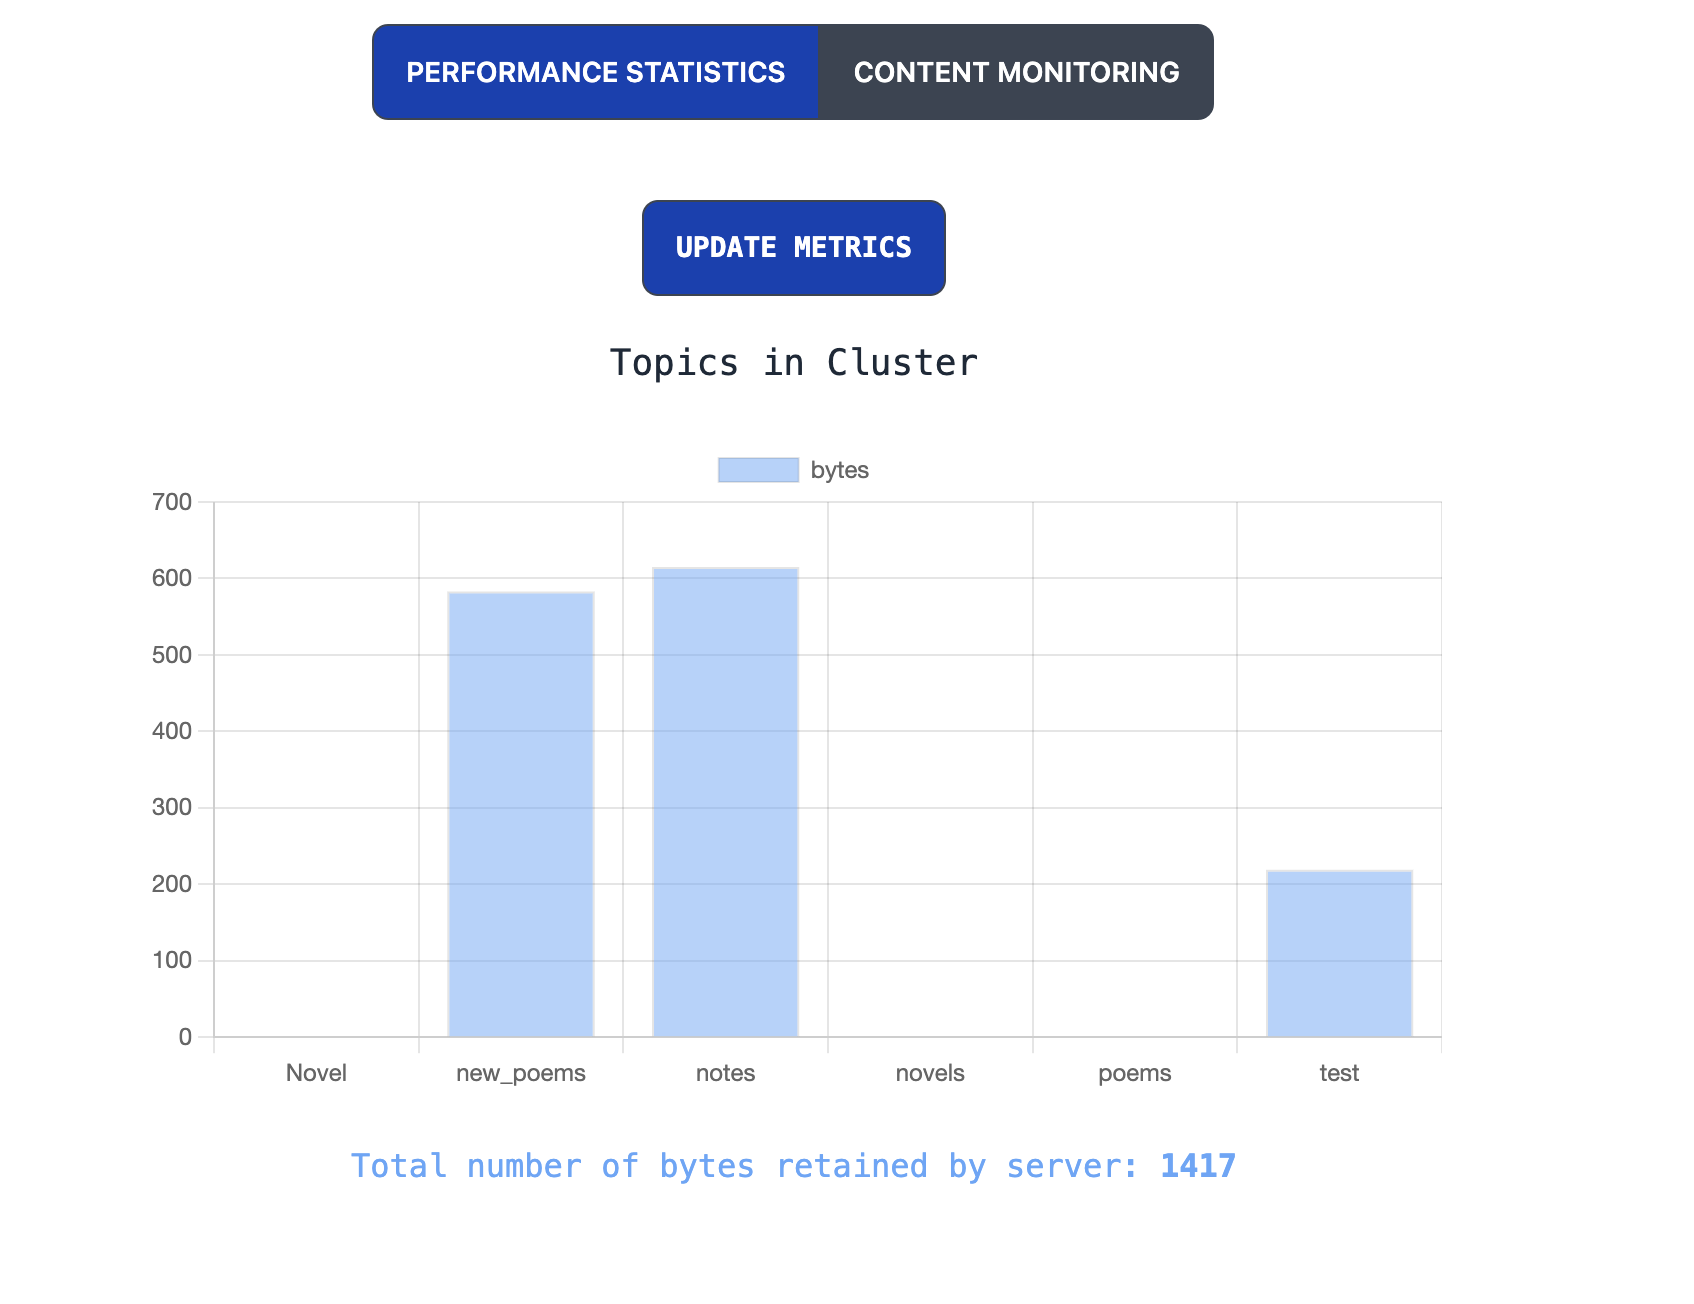 PERFORMANCE STATISTICS CONTENT MONITORING
UPDATE METRICS
Topics in Cluster
bytes
700
600
500
400
300
200
100
0
Novel new_poems notes novels poems test
Total number of bytes retained by server: 1417